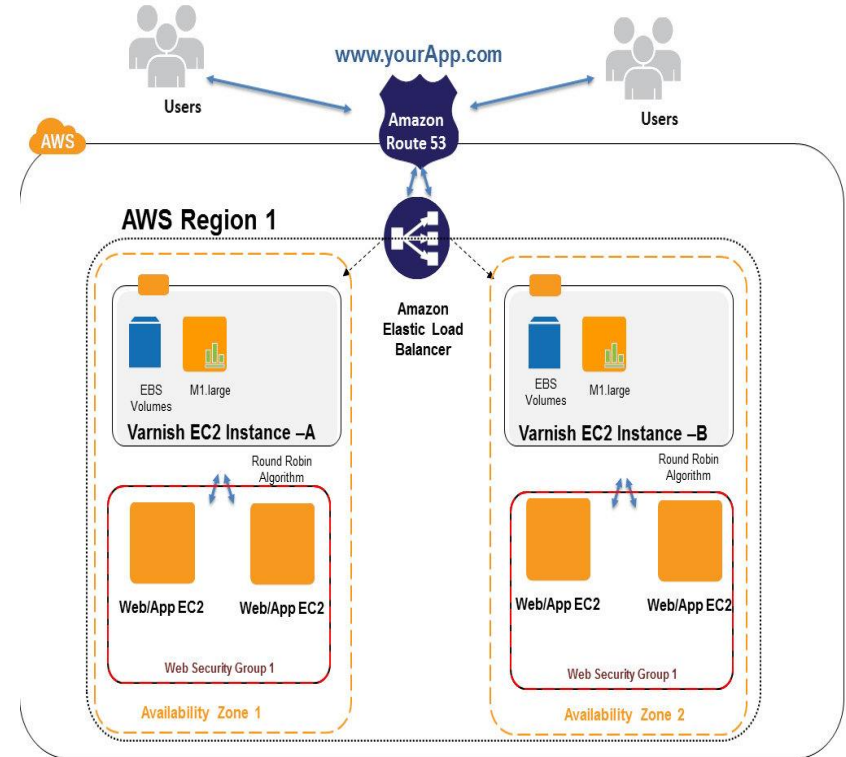 www.yourApp.com
Users
Users
Amazon
Route 53
AWS
AWS Region 1
Amazon
Elastic Load
Balancer
EBS
Volumes
M1.large
Varnish EC2 Instance –A
Round Robin
Algorithm
Web/App EC2
Web/App EC2
Web Security Group 1
Availability Zone 1
EBS
Volumes
M1.large
Varnish EC2 Instance –B
Round Robin
Algorithm
Web/App EC2
Web/App EC2
Web Security Group 1
Availability Zone 2